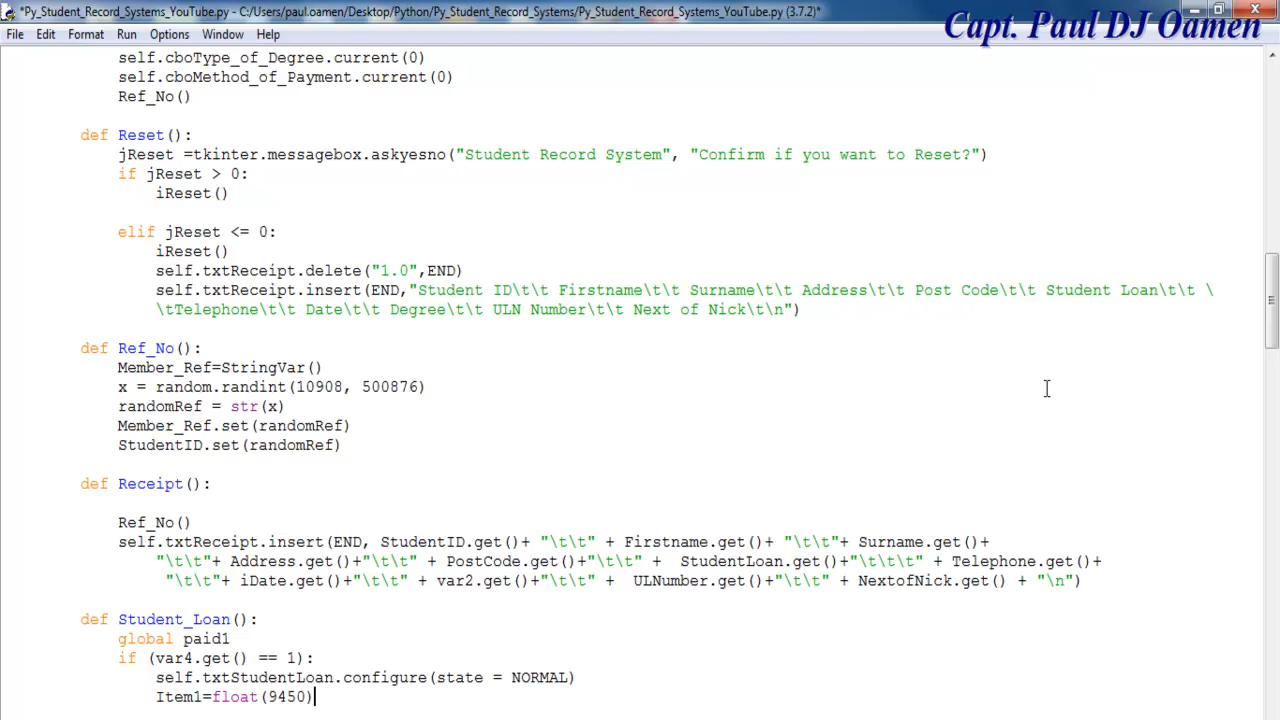 *Py_Student_Record_Systems_YouTube.py - C:/Users/paul.oamen/Desktop/Python/Py_Student_Record_Systems/Py_Student_Record_Systems_YouTube.py (3.7.2)*
Capt. Paul DJ Oamen
File Edit Format Run Options Window Help
self.cboType_of_Degree.current(0)
self.cboMethod_of_Payment.current(0)
Ref_No()
def Reset():
jReset =tkinter.messagebox.askyesno("Student Record System", "Confirm if you want to Reset?")
if jReset > 0:
iReset()
elif jReset <= 0:
iReset()
self.txtReceipt.delete("1.0",END)
self.txtReceipt.insert(END,"Student ID\t\t Firstname\t\t Surname\t\t Address\t\t Post Code\t\t Student Loan\t\t \
\tTelephone\t\t Date\t\t Degree\t\t ULN Number\t\t Next of Nick\t\n")
def Ref_No():
Member_Ref=StringVar()
x = random.randint(10908, 500876)
randomRef = str(x)
Member_Ref.set(randomRef)
StudentID.set(randomRef)
def Receipt():
Ref_No()
self.txtReceipt.insert(END, StudentID.get()+ "\t\t" + Firstname.get()+ "\t\t"+ Surname.get()+
"\t\t"+ Address.get()+"\t\t" + PostCode.get()+"\t\t" +  StudentLoan.get()+"\t\t\t" + Telephone.get()+
"\t\t"+ iDate.get()+"\t\t" + var2.get()+"\t\t" +  ULNumber.get()+"\t\t" + NextofNick.get() + "\n")
def Student_Loan():
global paid1
if (var4.get() == 1):
self.txtStudentLoan.configure(state = NORMAL)
Item1=float(9450)